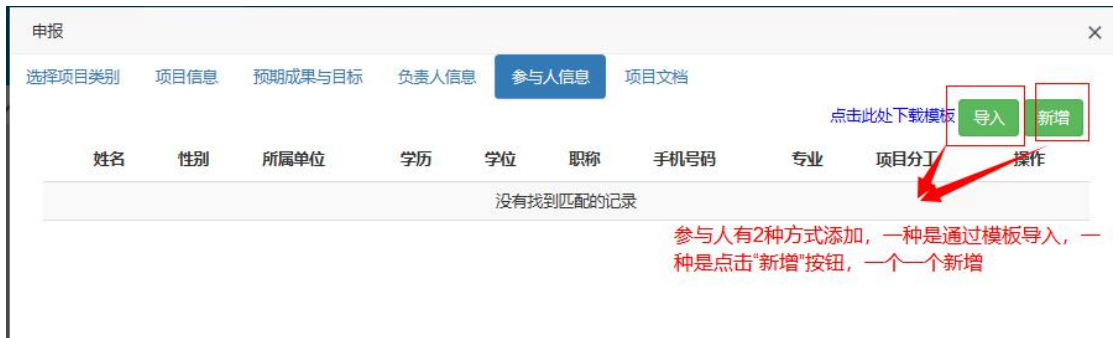 申报 ×
选择项目类别 项目信息 预期成果与目标 负责人信息 参与人信息 项目文档
点击此处下载模板 导入 新增
姓名 性别 所属单位 学历 学位 职称 手机号码 专业 项目分工 操作
没有找到匹配的记录
参与人有2种方式添加，一种是通过模板导入，一
种是点击“新增”按钮，一个一个新增